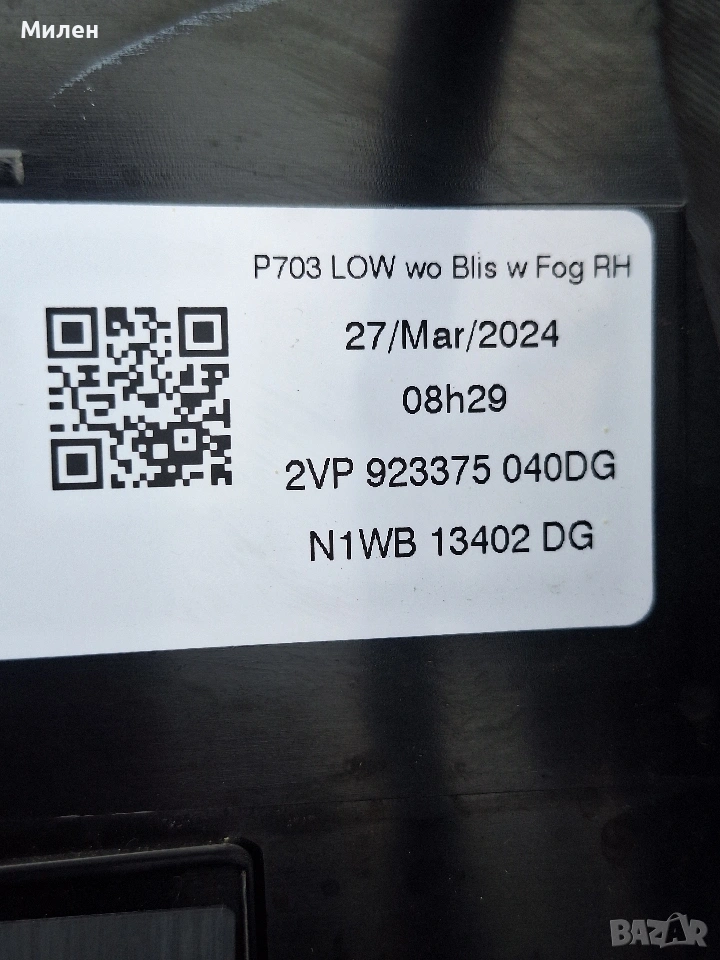 Милен
P703 LOW wo Blis w Fog RH
27/Mar/2024
08h29
2VP 923375 040DG
N1WB 13402 DG
BAZAR